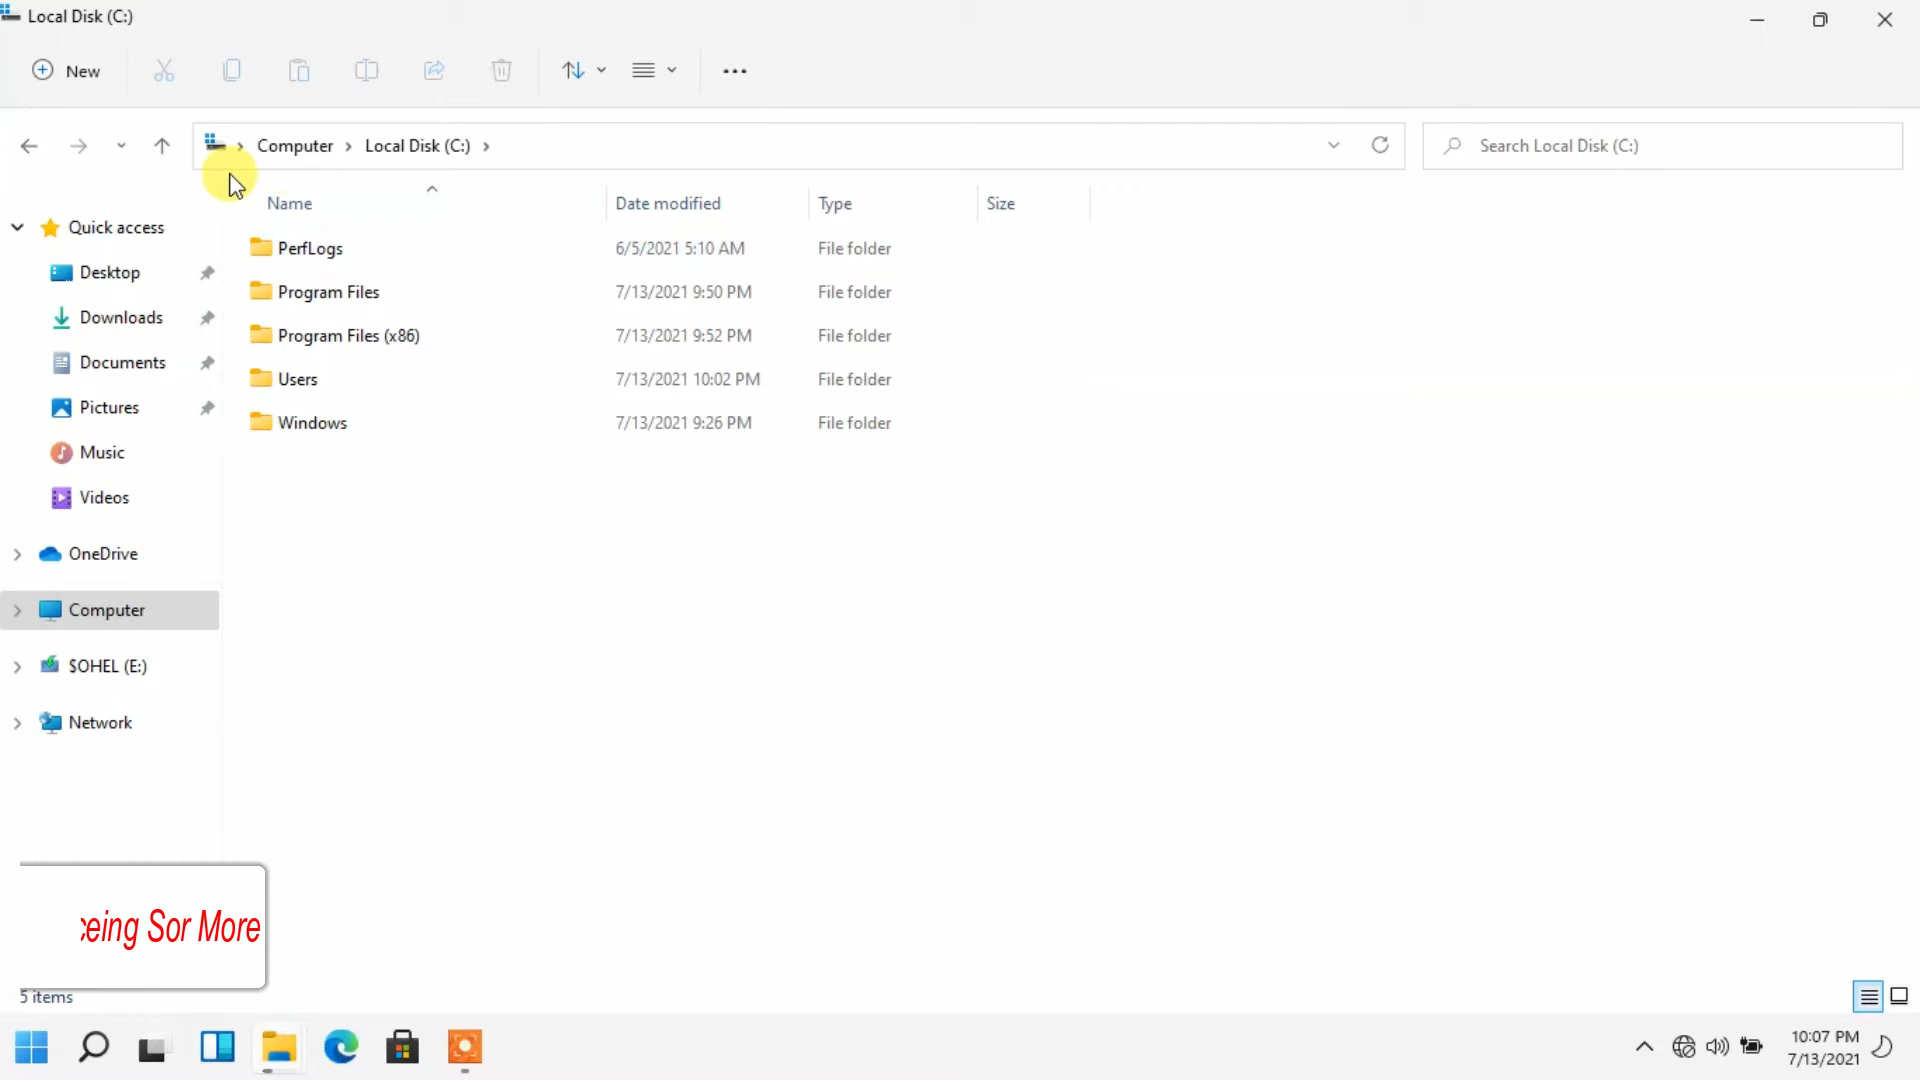 Local Disk (C:)
New
Computer Local Disk (C:)
Search Local Disk (C:)
Name Date modified Type Size
Quick access
Desktop
Downloads
Documents
Pictures
Music
Videos
OneDrive
Computer
$OHEL (E:)
Network
PerfLogs 6/5/2021 5:10 AM File folder
Program Files 7/13/2021 9:50 PM File folder
Program Files (x86) 7/13/2021 9:52 PM File folder
Users 7/13/2021 10:02 PM File folder
Windows 7/13/2021 9:26 PM File folder
Sor More
5 items
10:07 PM
7/13/2021